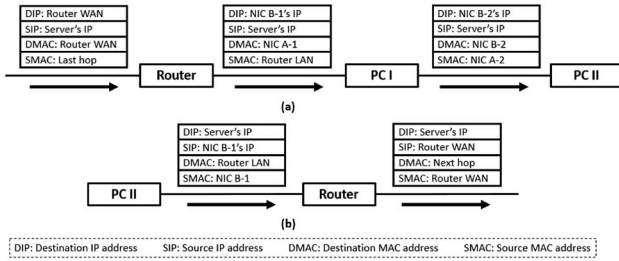 DIP: Router WAN
SIP: Server's IP
DMAC: Router WAN
SMAC: Last hop
DIP: NIC B-1's IP
SIP: Server's IP
DMAC: NIC A-1
SMAC: Router LAN
DIP: NIC B-2's IP
SIP: Server's IP
DMAC: NIC B-2
SMAC: NIC A-2
Router
PC I
PC II
(a)
DIP: Server's IP
SIP: NIC B-1's IP
DMAC: Router LAN
SMAC: NIC B-1
DIP: Server's IP
SIP: Router WAN
DMAC: Next hop
SMAC: Router WAN
PC II
Router
(b)
DIP: Destination IP address SIP: Source IP address DMAC: Destination MAC address SMAC: Source MAC address